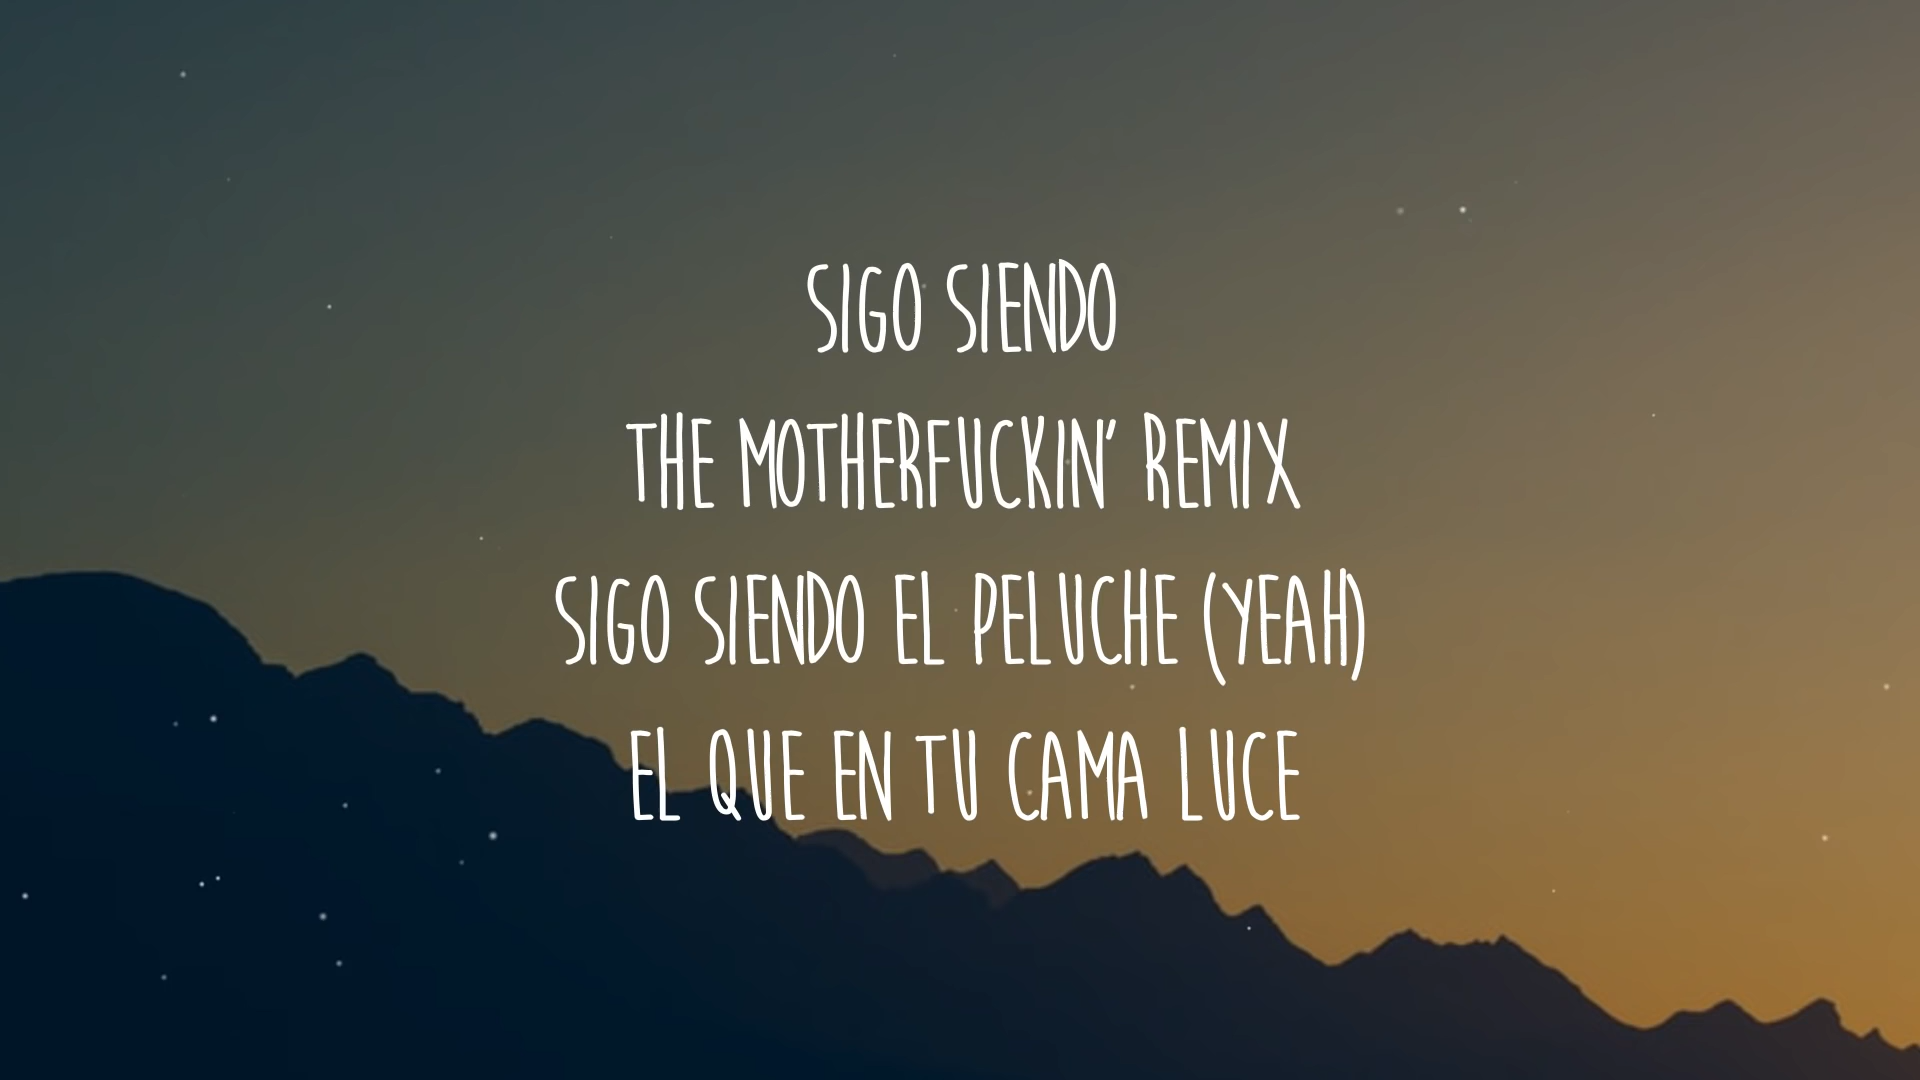 SIGO SIENDO
THE MOTHERFUCKIN' REMIX
SIGO SIENDO EL PELUCHE (YEAH)
EL QUE EN TU CAMA LUCE